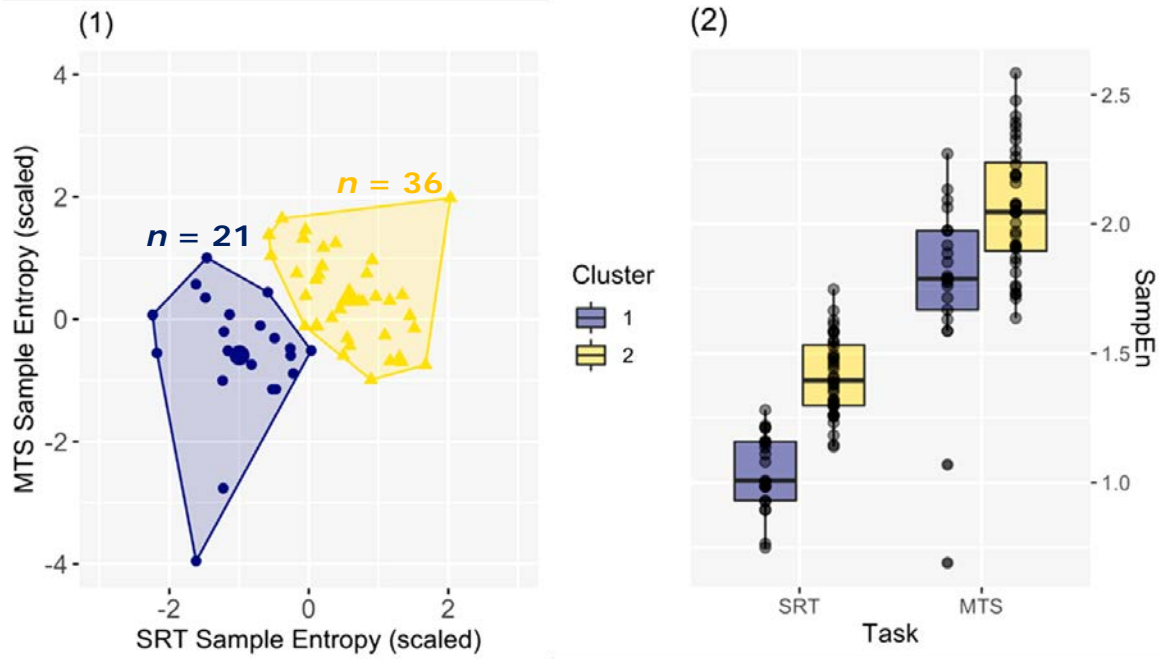 (1)
4
2
0
-2
-4
MTS Sample Entropy (scaled)
n = 21
n = 36
-2
0
2
SRT Sample Entropy (scaled)
Cluster
1
2
(2)
2.5
2.0
1.5
1.0
SampEn
SRT
MTS
Task